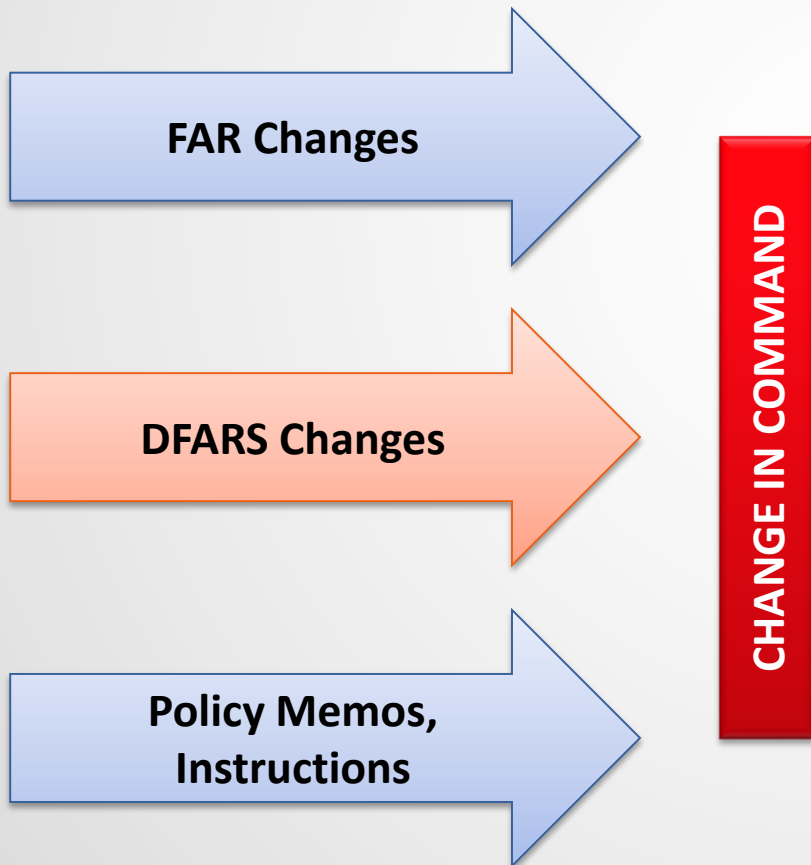 FAR Changes
DFARS Changes
Policy Memos,
Instructions
CHANGE IN COMMAND